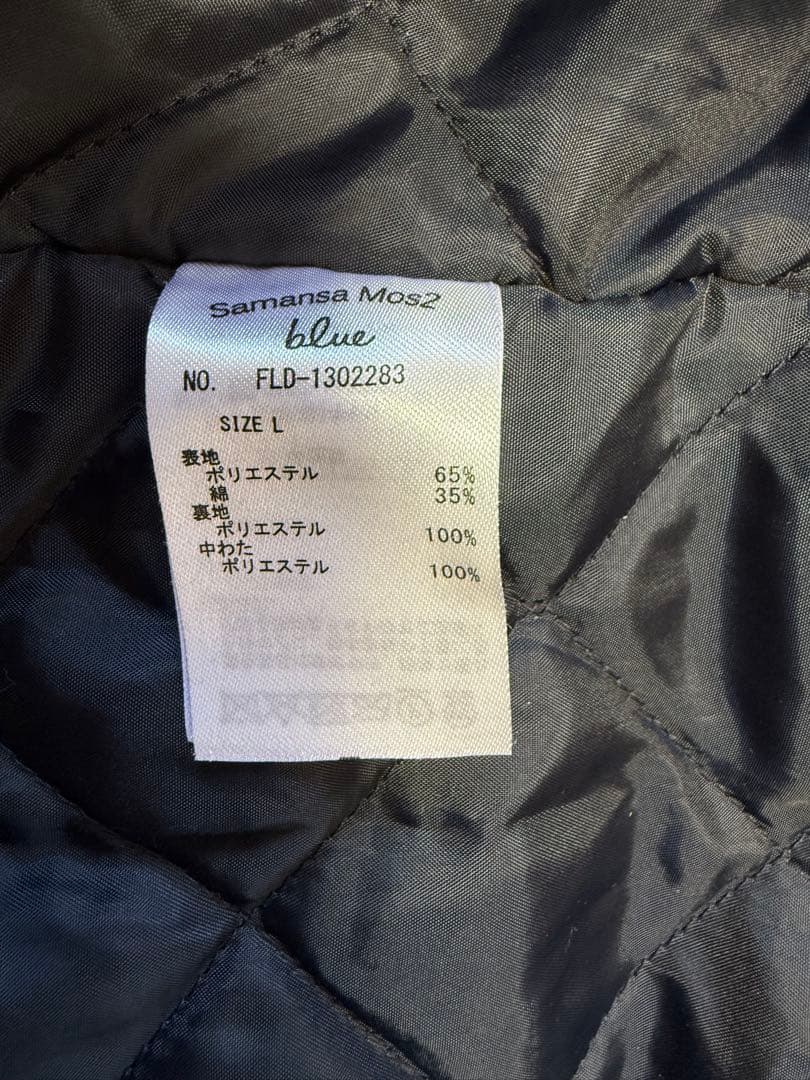 Samansa Mos2
blue
NO. FLD-1302283
SIZE L
表地
ポリエステル 65%
綿 35%
裏地
ポリエステル 100%
中わた
ポリエステル 100%